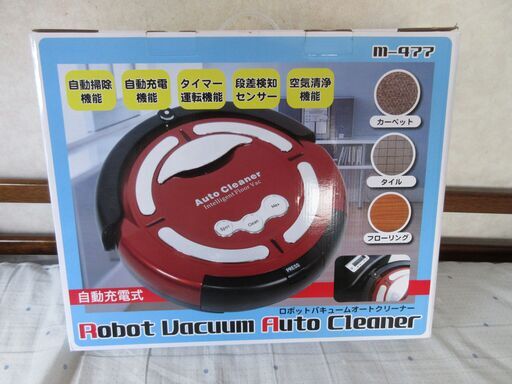 m-477
自動掃除
機能
自動充電
機能
タイマー
運転機能
段差検知
センサー
空気清浄
機能
カーペット
タイル
フローリング
Auto Cleaner
Intelligent Floor Vac
Spot
Clean
Max
PRESS
自動充電式
ロボットバキュームオートクリーナー
Robot Vacuum Auto Cleaner